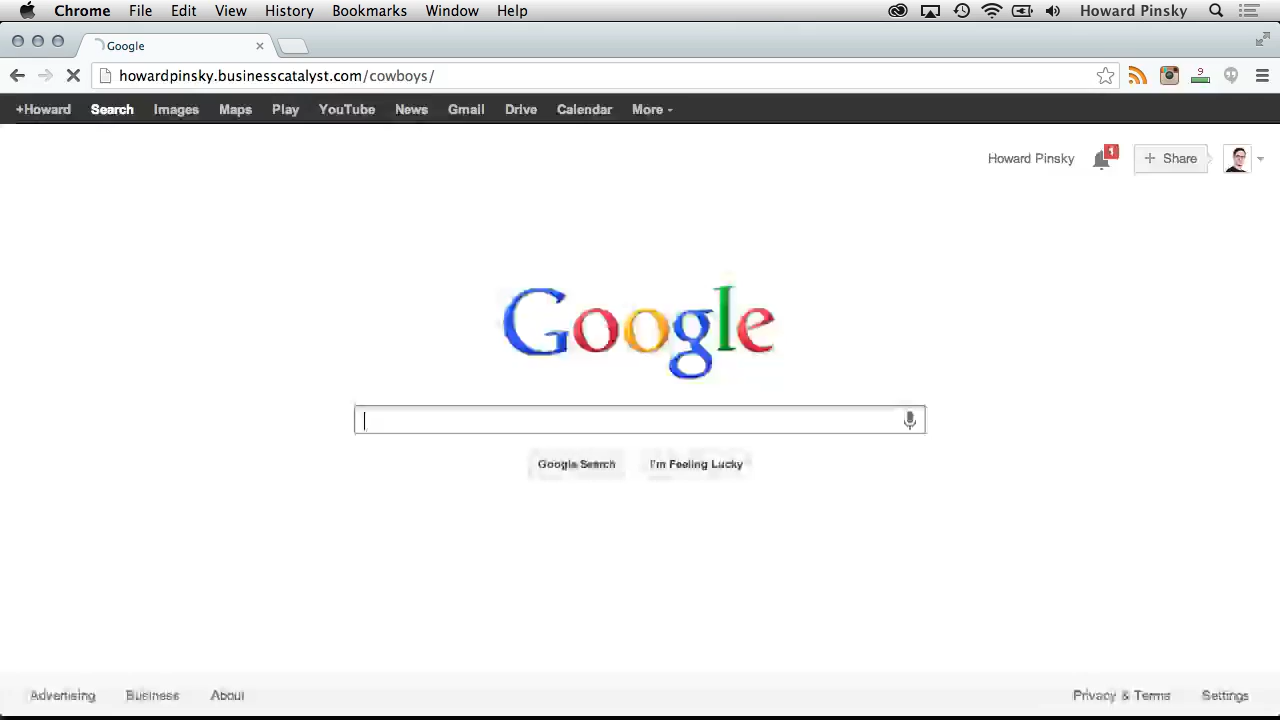 Chrome File Edit View History Bookmarks Window Help Howard Pinsky
Google
howardpinsky.businesscatalyst.com/cowboys/
9
+Howard Search Images Maps Play YouTube News Gmail Drive Calendar More
Howard Pinsky 1 + Share
Google
Google Search I'm Feeling Lucky
Advertising Business About Privacy & Terms Settings